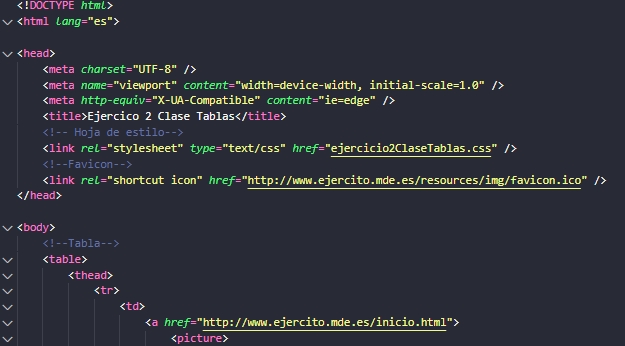 <!DOCTYPE html>
<html lang="es">
<head>
<meta charset="UTF-8" />
<meta name="viewport" content="width=device-width, initial-scale=1.0" />
<meta http-equiv="X-UA-Compatible" content="ie=edge" />
<title>Ejercico 2 Clase Tablas</title>
<!-- Hoja de estilo-->
<link rel="stylesheet" type="text/css" href="ejercicio2ClaseTablas.css" />
<!--Favicon-->
<link rel="shortcut icon" href="http://www.ejercito.mde.es/resources/img/favicon.ico" />
</head>
<body>
<!--Tabla-->
<table>
<thead>
<tr>
<td>
<a href="http://www.ejercito.mde.es/inicio.html">
<picture>